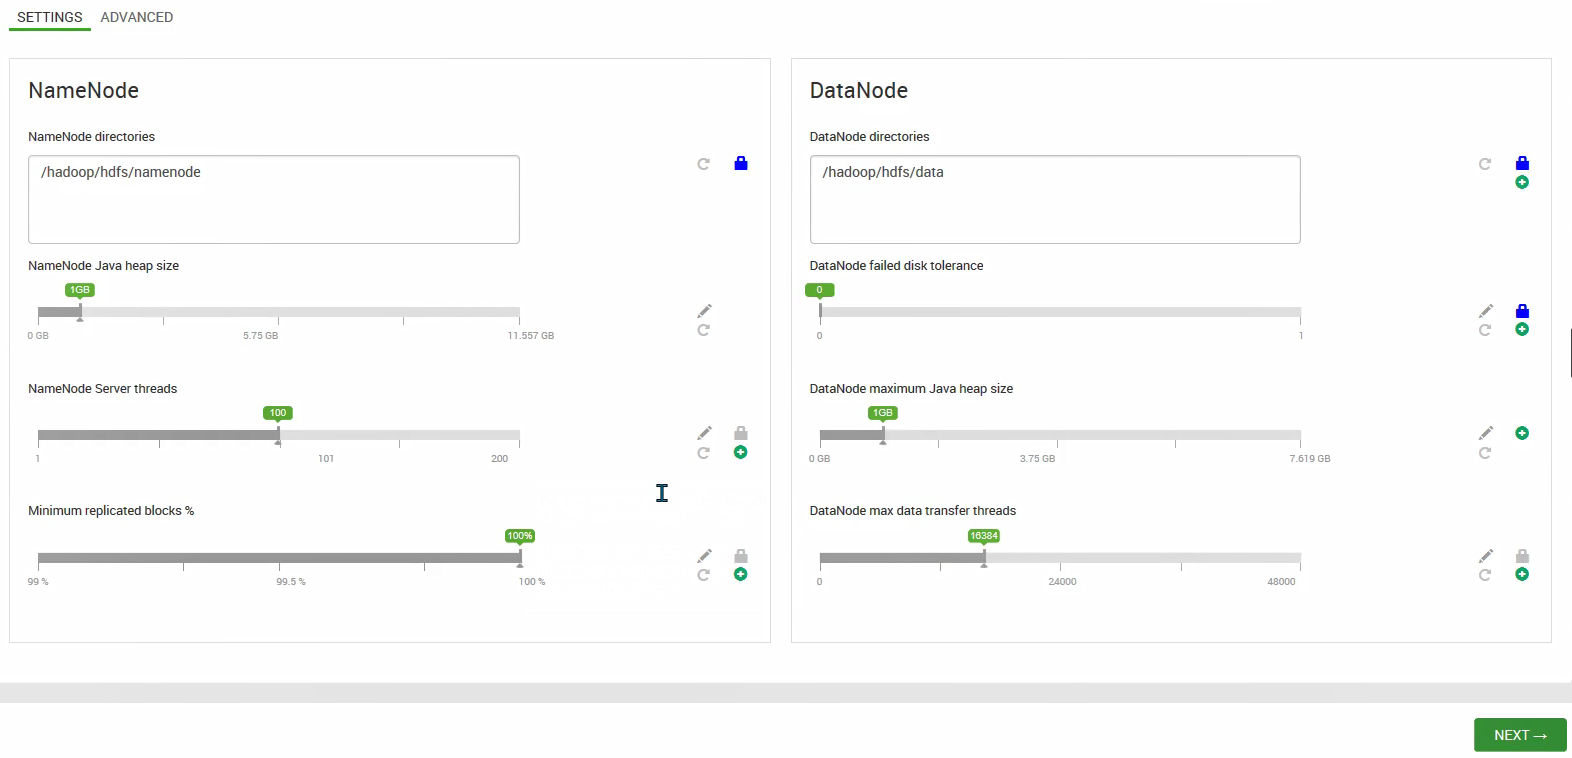 SETTINGS ADVANCED
NameNode
NameNode directories
/hadoop/hdfs/namenode
NameNode Java heap size
1GB
0 GB 5.75 GB 11.557 GB
NameNode Server threads
100
1 101 200
Minimum replicated blocks %
100%
99 % 99.5 % 100 %
DataNode
DataNode directories
/hadoop/hdfs/data
DataNode failed disk tolerance
0
0 1
DataNode maximum Java heap size
1GB
0 GB 3.75 GB 7.619 GB
DataNode max data transfer threads
16384
0 24000 48000
NEXT →